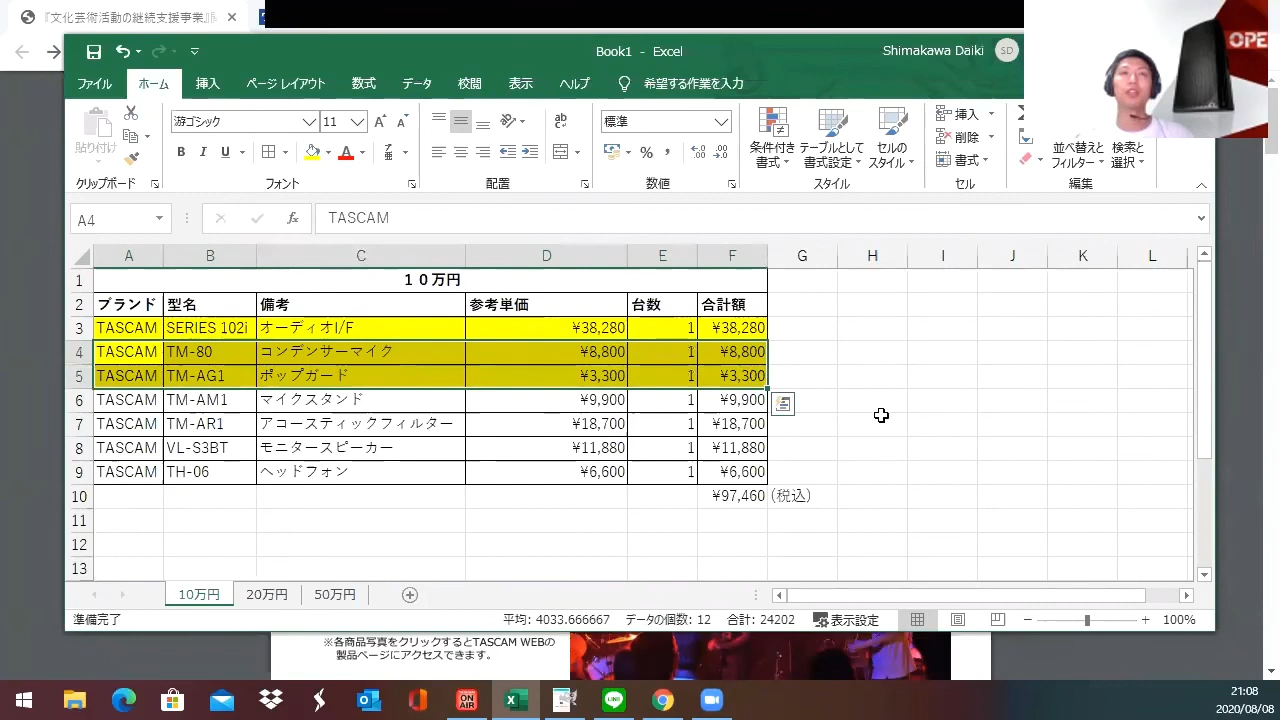 『文化芸術活動の継続支援事業』
Book1 - Excel
Shimakawa Daiki
SD
OPE
ファイル ホーム 挿入 ページ レイアウト 数式 データ 校閲 表示 ヘルプ 希望する作業を入力
貼り付け
游ゴシック 11
標準
条件付き書式 テーブルとして書式設定 セルのスタイル
挿入
削除
書式
並べ替えとフィルター 検索と選択
クリップボード フォント 配置 数値 スタイル セル 編集
A4 fx TASCAM
A B C D E F G H I J K L
1 １０万円
2 ブランド 型名 備考 参考単価 台数 合計額
3 TASCAM SERIES 102i オーディオI/F ¥38,280 1 ¥38,280
4 TASCAM TM-80 コンデンサーマイク ¥8,800 1 ¥8,800
5 TASCAM TM-AG1 ポップガード ¥3,300 1 ¥3,300
6 TASCAM TM-AM1 マイクスタンド ¥9,900 1 ¥9,900
7 TASCAM TM-AR1 アコースティックフィルター ¥18,700 1 ¥18,700
8 TASCAM VL-S3BT モニタースピーカー ¥11,880 1 ¥11,880
9 TASCAM TH-06 ヘッドフォン ¥6,600 1 ¥6,600
10 ¥97,460 (税込)
11
12
13
10万円 20万円 50万円
準備完了 平均: 4033.666667 データの個数: 12 合計: 24202 表示設定 100%
※各商品写真をクリックするとTASCAM WEBの
製品ページにアクセスできます。
ON AIR
LINE
21:08
2020/08/08